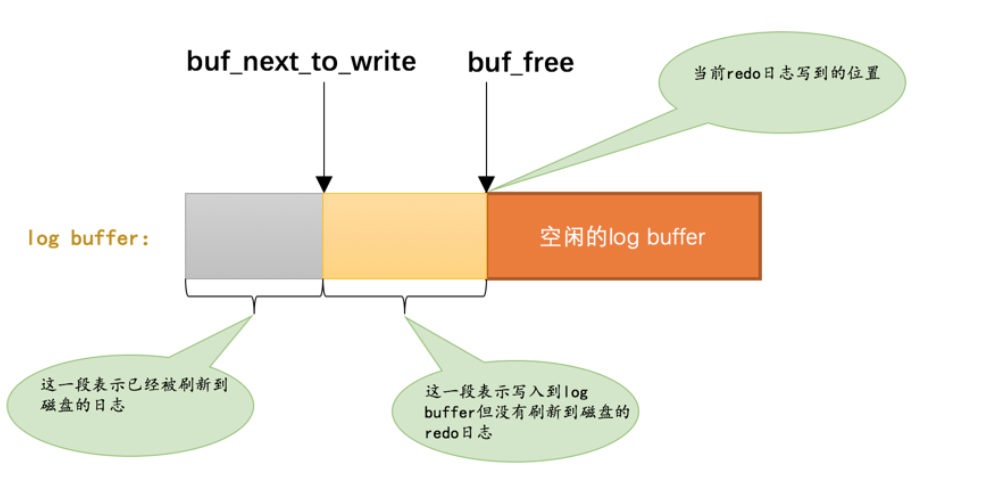 buf_next_to_write
buf_free
当前redo日志写到的位置
log buffer:
空闲的log buffer
这一段表示已经被刷新到
磁盘的日志
这一段表示写入到log
buffer但没有刷新到磁盘的
redo日志